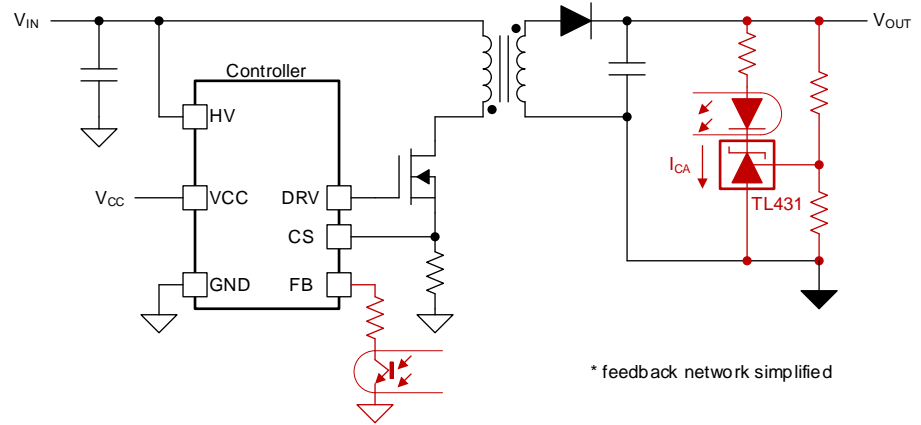 VIN
VOUT
Controller
HV
ICA
VCC
VCC
DRV
TL431
CS
GND
FB
* feedback network simplified